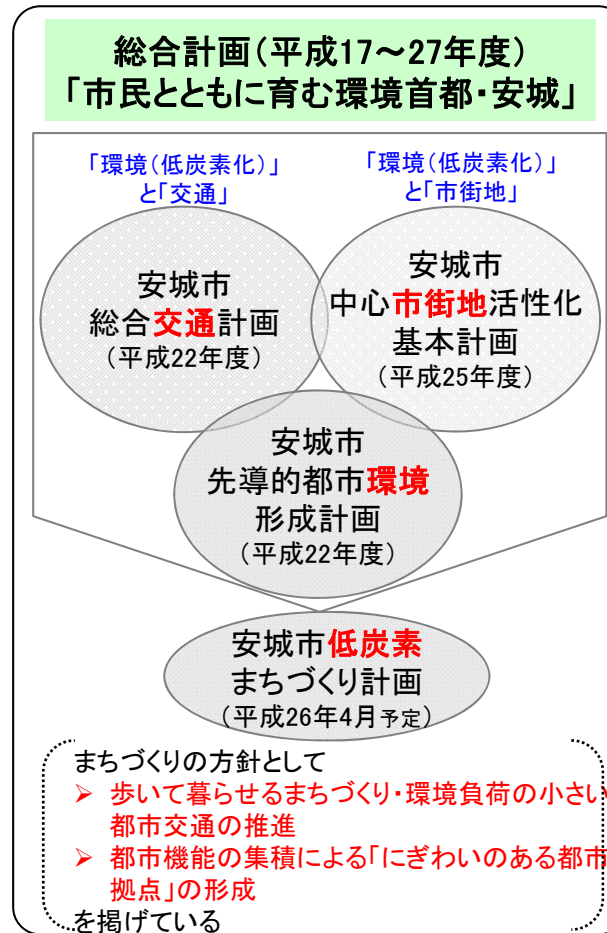 総合計画(平成17～27年度)
「市民とともに育む環境首都・安城」
「環境(低炭素化)」
と「交通」
「環境(低炭素化)」
と「市街地」
安城市
総合交通計画
(平成22年度)
安城市
中心市街地活性化
基本計画
(平成25年度)
安城市
先導的都市環境
形成計画
(平成22年度)
安城市低炭素
まちづくり計画
(平成26年4月予定)
まちづくりの方針として
➢ 歩いて暮らせるまちづくり・環境負荷の小さい
都市交通の推進
➢ 都市機能の集積による「にぎわいのある都市
拠点」の形成
を掲げている